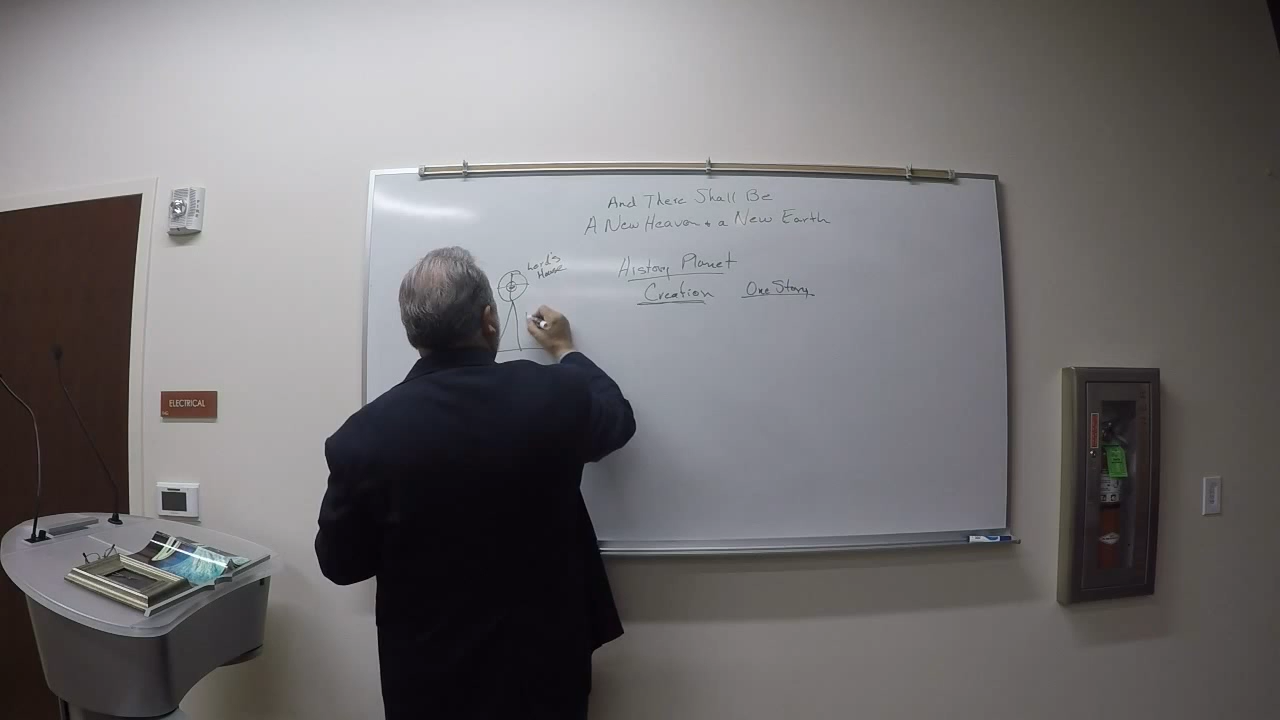 And There Shall Be
A New Heaven & a New Earth
Lord's
House
History Planet
Creation One Story
ELECTRICAL